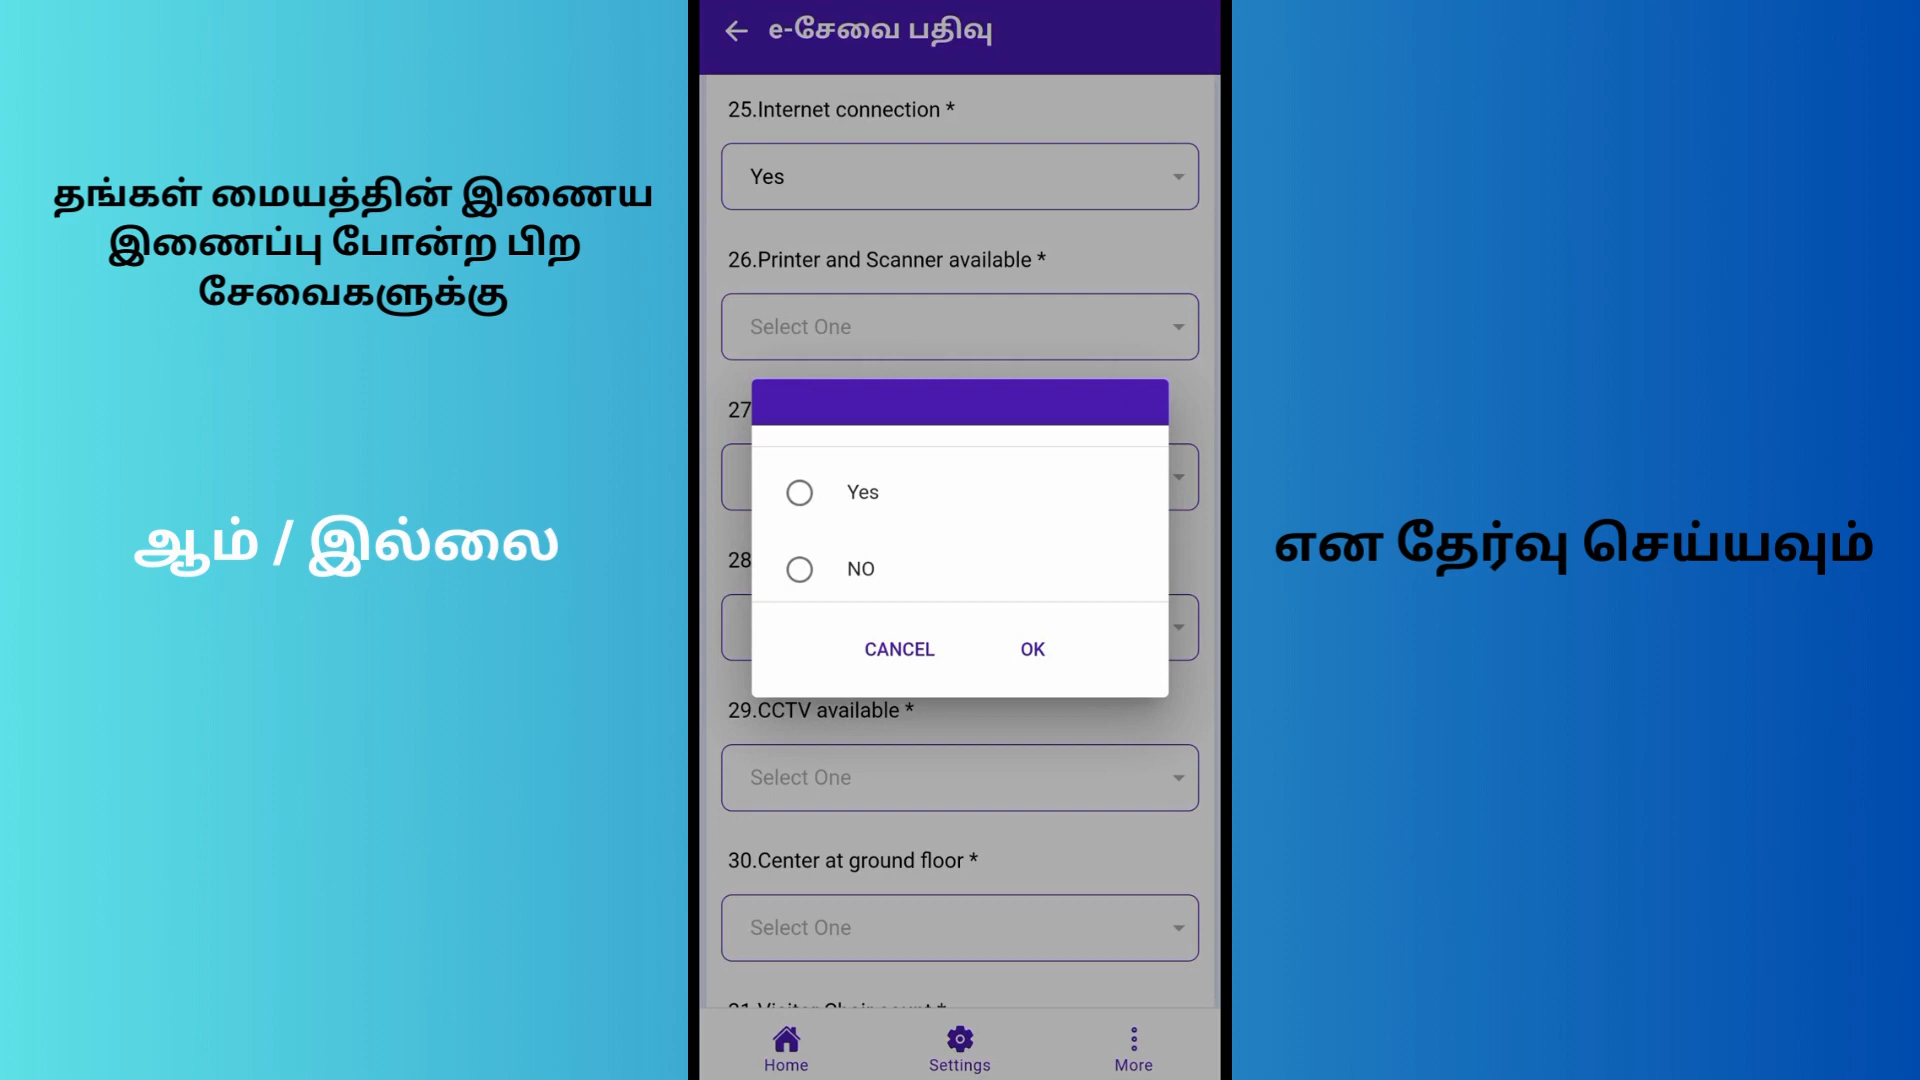 தங்கள் மையத்தின் இணைய
இணைப்பு போன்ற பிற
சேவைகளுக்கு
ஆம் / இல்லை
e-சேவை பதிவு
25.Internet connection *
Yes
26.Printer and Scanner available *
Select One
27
Yes
NO
28
CANCEL
OK
29.CCTV available *
Select One
30.Center at ground floor *
Select One
Home
Settings
More
என தேர்வு செய்யவும்